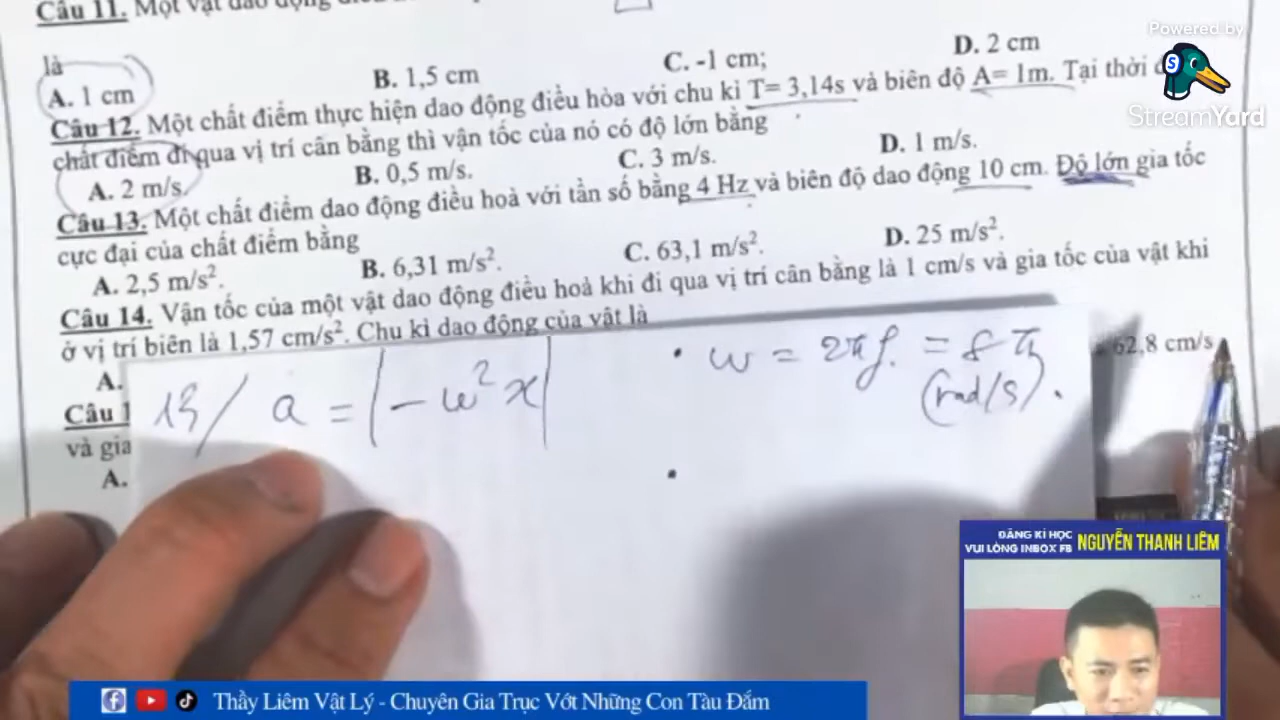 Câu 11. Một vật dao động
là
A. 1 cm
B. 1,5 cm
C. -1 cm;
D. 2 cm
Câu 12. Một chất điểm thực hiện dao động điều hòa với chu kì T= 3,14s và biên độ A= 1m. Tại thời
chất điểm đi qua vị trí cân bằng thì vận tốc của nó có độ lớn bằng
A. 2 m/s.
B. 0,5 m/s.
C. 3 m/s.
D. 1 m/s.
Câu 13. Một chất điểm dao động điều hoà với tần số bằng 4 Hz và biên độ dao động 10 cm. Độ lớn gia tốc
cực đại của chất điểm bằng
A. 2,5 m/s².
B. 6,31 m/s².
C. 63,1 m/s².
D. 25 m/s².
Câu 14. Vận tốc của một vật dao động điều hoà khi đi qua vị trí cân bằng là 1 cm/s và gia tốc của vật khi
ở vị trí biên là 1,57 cm/s². Chu kì dao động của vật là
A.
62,8 cm/s
Câu 1
và gia
A.
13/ a = |- ω²x|
• ω = 2πf. = 8π
(rad/s).
•
Powered by
StreamYard
ĐĂNG KÍ HỌC
VUI LÒNG INBOX FB NGUYỄN THANH LIÊM
Thầy Liêm Vật Lý - Chuyên Gia Trục Vớt Những Con Tàu Đắm